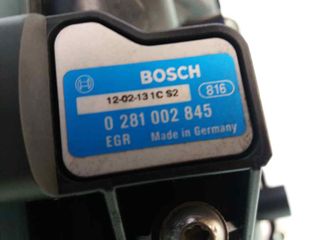 BOSCH
12-02-13 1C S2
816
0 281 002 845
EGR Made in Germany